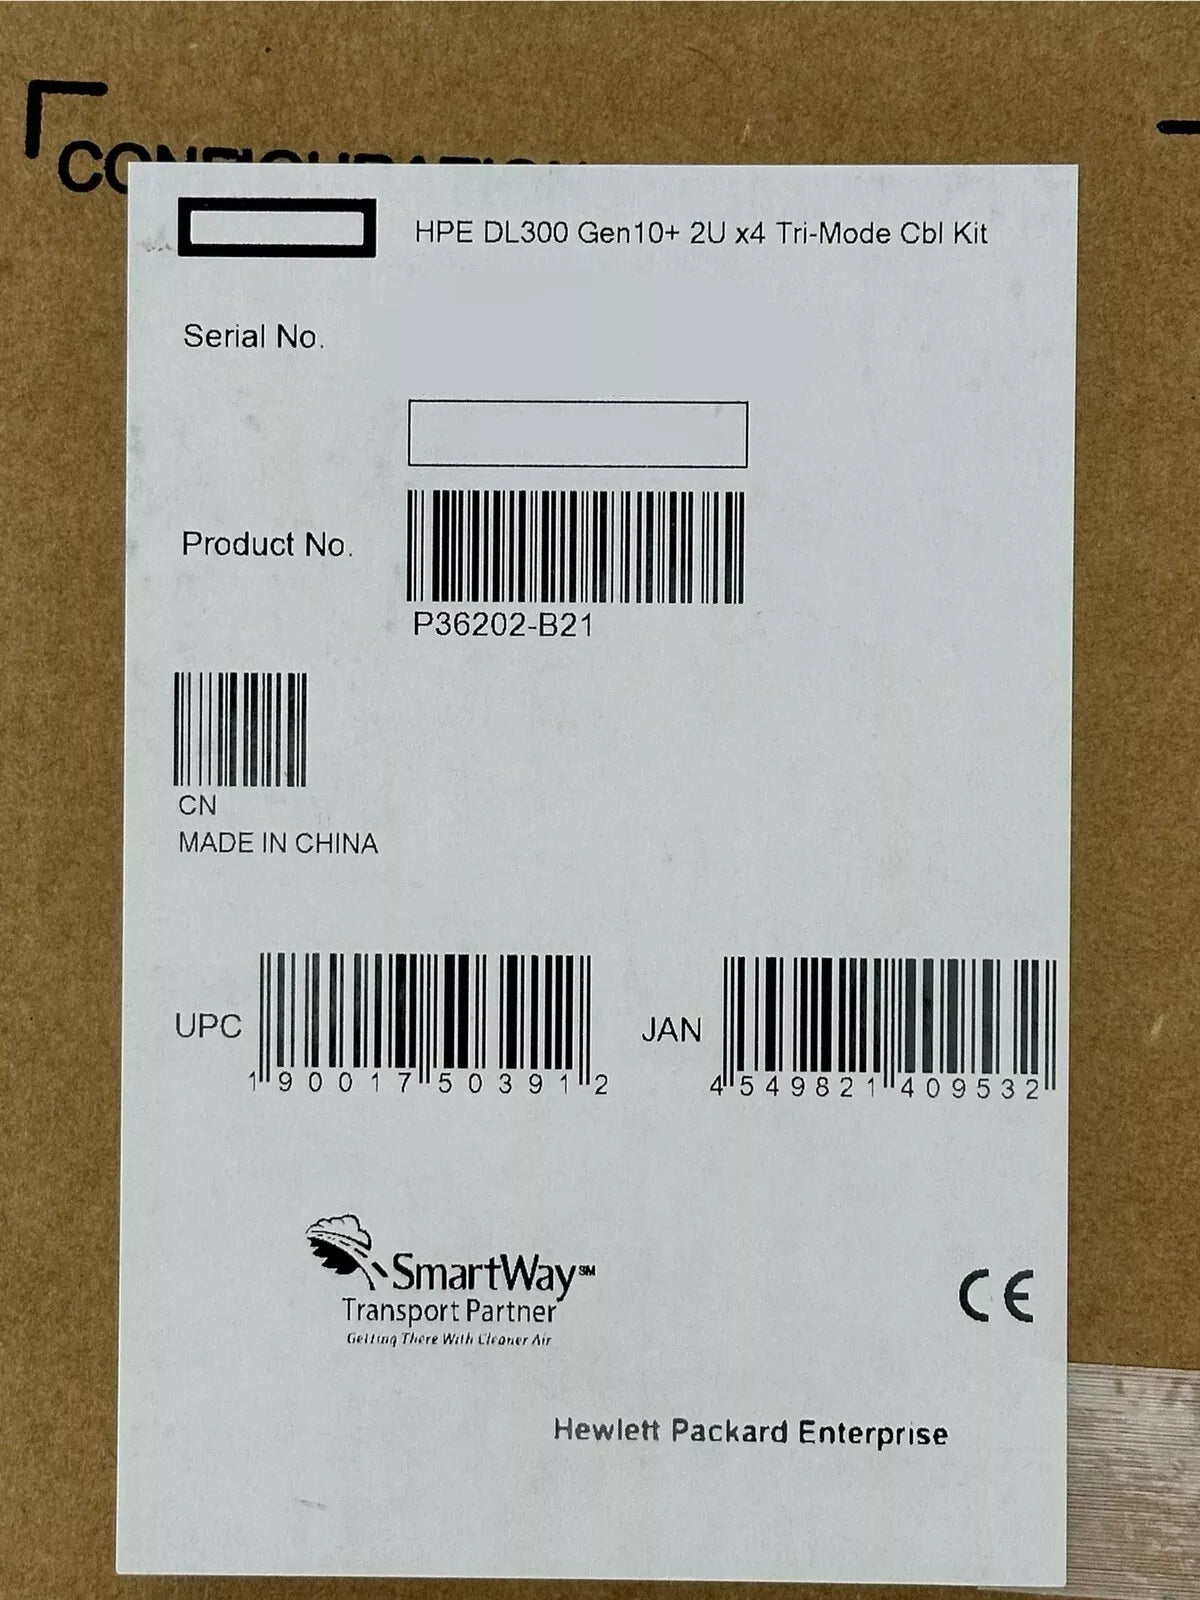 CONFIGURATION
HPE DL300 Gen10+ 2U x4 Tri-Mode Cbl Kit
Serial No.
Product No.
P36202-B21
CN
MADE IN CHINA
UPC
1 90017 50391 2
JAN
4 549821 409532
SmartWay SM
Transport Partner
Getting There With Cleaner Air
CE
Hewlett Packard Enterprise